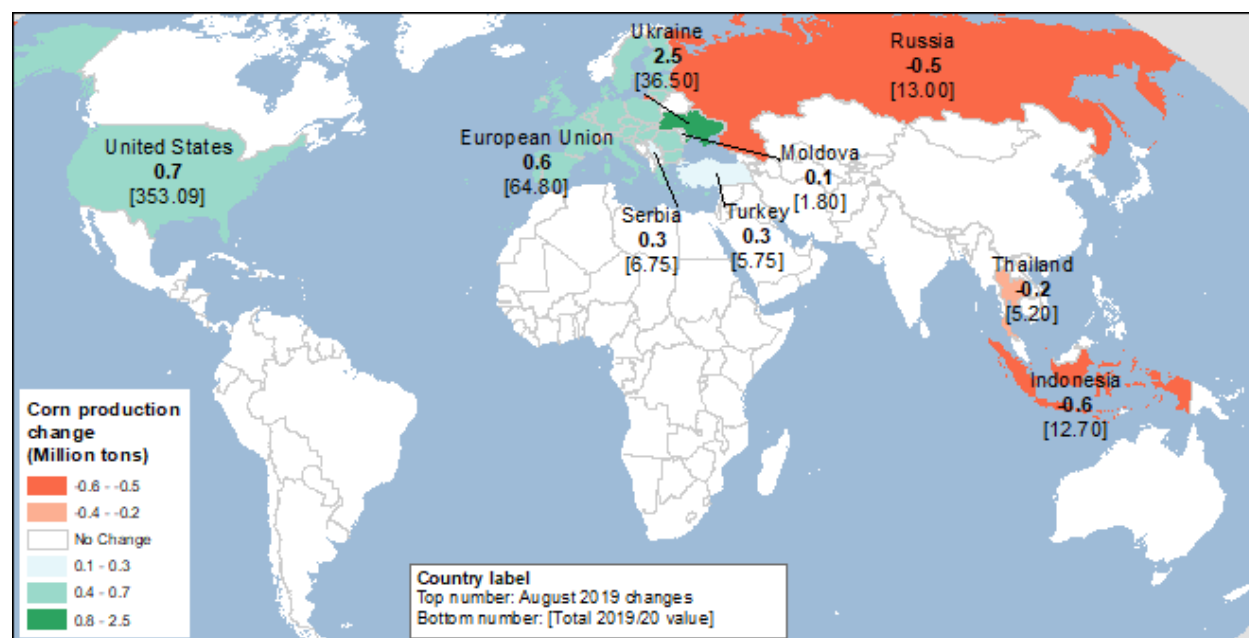 Ukraine
2.5
[36.50]
Russia
-0.5
[13.00]
United States
0.7
[353.09]
European Union
0.6
[64.80]
Moldova
0.1
[1.80]
Serbia
0.3
[6.75]
Turkey
0.3
[5.75]
Thailand
-0.2
[5.20]
Indonesia
-0.6
[12.70]
Corn production
change
(Million tons)
-0.6 - -0.5
-0.4 - -0.2
No Change
0.1 - 0.3
0.4 - 0.7
0.8 - 2.5
Country label
Top number: August 2019 changes
Bottom number: [Total 2019/20 value]